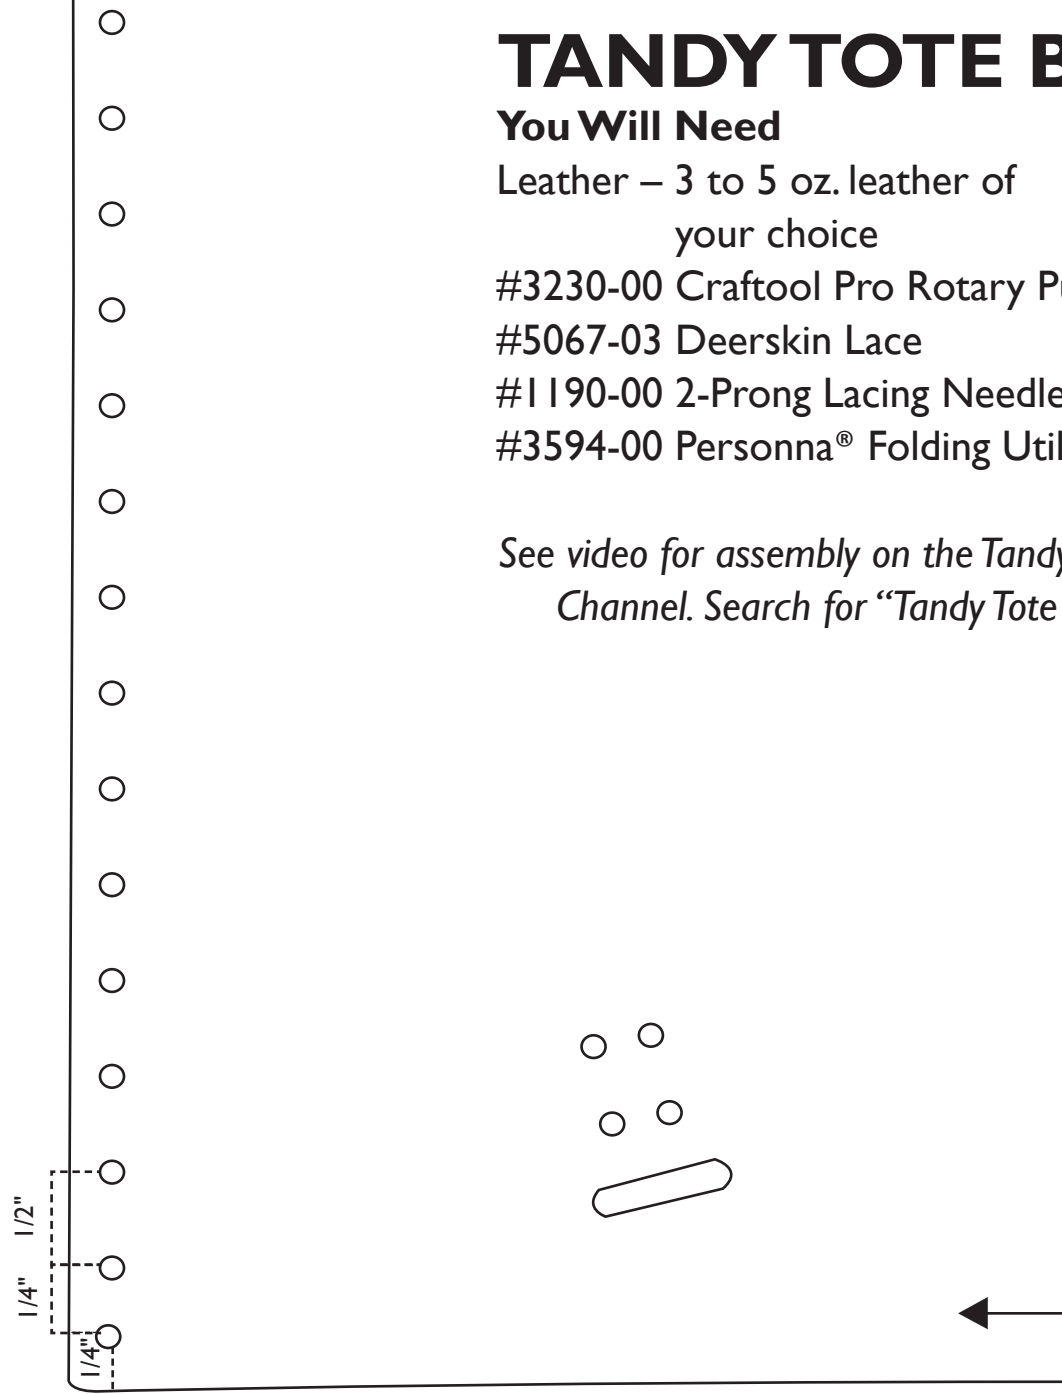 TANDY TOTE B
You Will Need
Leather – 3 to 5 oz. leather of
your choice
#3230-00 Craftool Pro Rotary Pu
#5067-03 Deerskin Lace
#1190-00 2-Prong Lacing Needle
#3594-00 Personna® Folding Util
See video for assembly on the Tandy
Channel. Search for “Tandy Tote
1/2"
1/4"
1/4"